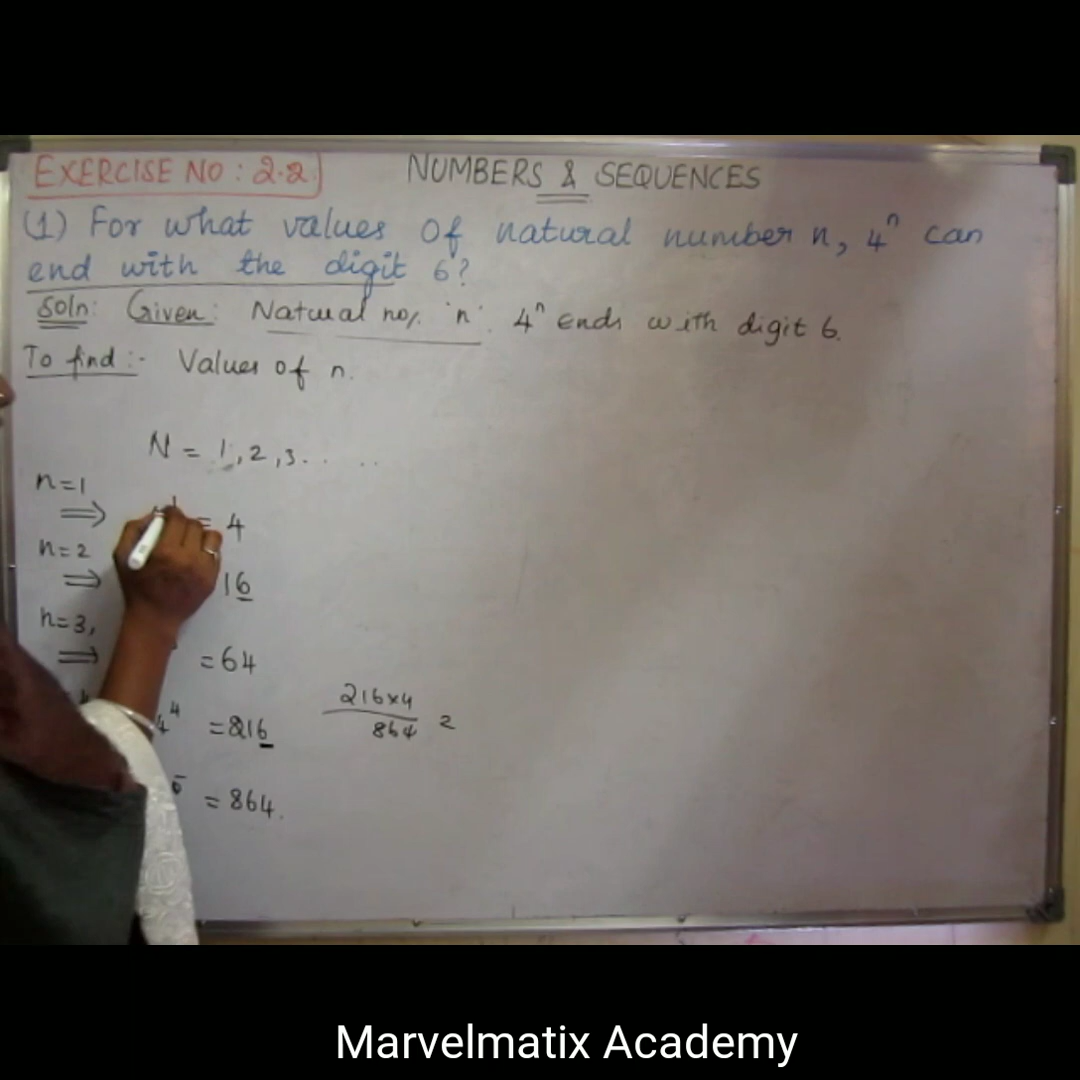 EXERCISE NO : 2.2. NUMBERS & SEQUENCES
(1) For what values of natural number n, 4ⁿ can
end with the digit 6?
Soln: Given: Natural no/. 'n'. 4ⁿ ends with digit 6.
To find :- Values of n.
N = 1, 2, 3. . . .
n=1
⇒ = 4
n=2
⇒ 16
n=3,
⇒ = 64
4⁴ = 216 216×4
864 =
= 864.
Marvelmatix Academy